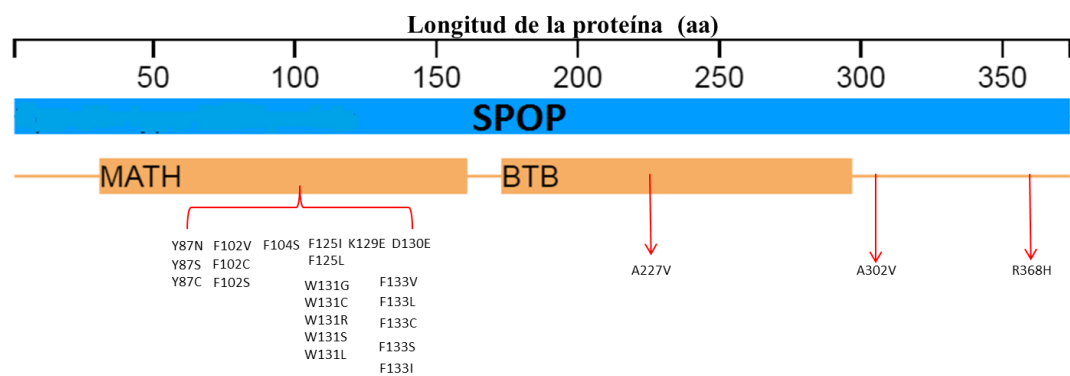 Longitud de la proteína (aa)
50 100 150 200 250 300 350
SPOP
MATH BTB
Y87N F102V F104S F125I K129E D130E
Y87S F102C F125L
Y87C F102S
A227V A302V R368H
W131G F133V
W131C F133L
W131R F133C
W131S F133S
W131L F133I